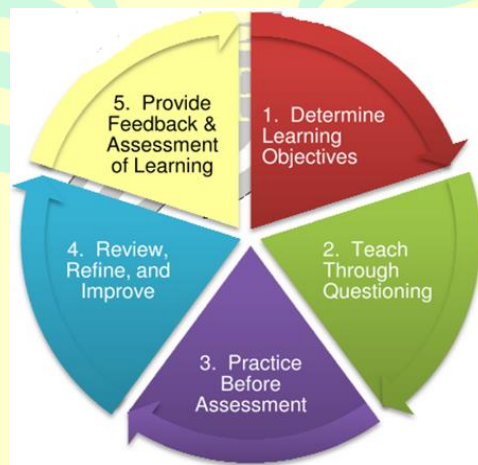 1. Determine
Learning
Objectives
2. Teach
Through
Questioning
3. Practice
Before
Assessment
4. Review,
Refine, and
Improve
5. Provide
Feedback &
Assessment
of Learning